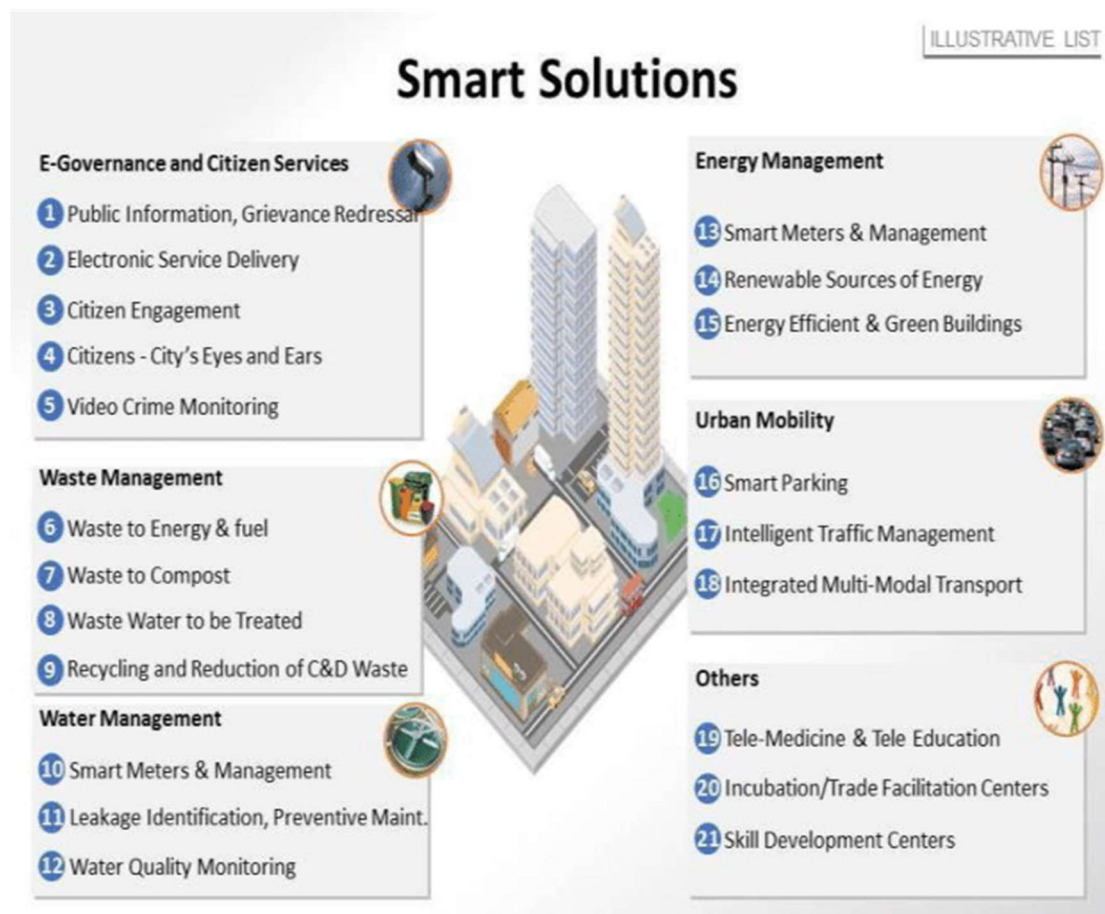 ILLUSTRATIVE LIST
Smart Solutions
E-Governance and Citizen Services
1 Public Information, Grievance Redressal
2 Electronic Service Delivery
3 Citizen Engagement
4 Citizens - City's Eyes and Ears
5 Video Crime Monitoring
Waste Management
6 Waste to Energy & fuel
7 Waste to Compost
8 Waste Water to be Treated
9 Recycling and Reduction of C&D Waste
Water Management
10 Smart Meters & Management
11 Leakage Identification, Preventive Maint.
12 Water Quality Monitoring
Energy Management
13 Smart Meters & Management
14 Renewable Sources of Energy
15 Energy Efficient & Green Buildings
Urban Mobility
16 Smart Parking
17 Intelligent Traffic Management
18 Integrated Multi-Modal Transport
Others
19 Tele-Medicine & Tele Education
20 Incubation/Trade Facilitation Centers
21 Skill Development Centers